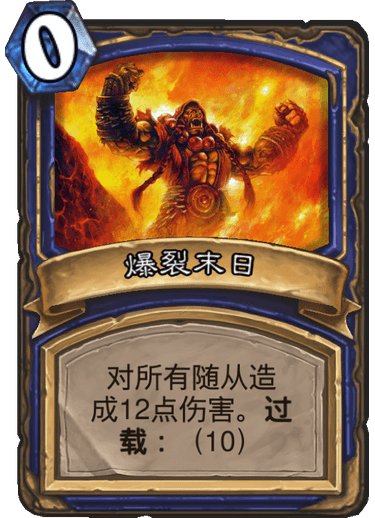 0
爆裂末日
对所有随从造
成12点伤害。过
载：（10）